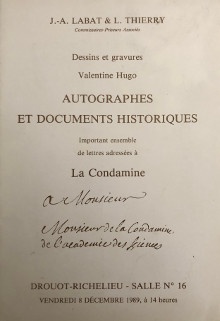 J.-A. LABAT & L. THIERRY
Commissaires-Priseurs Associés
Dessins et gravures
Valentine Hugo
AUTOGRAPHES
ET DOCUMENTS HISTORIQUES
Important ensemble
de lettres adressées à
La Condamine
a Monsieur
Monsieur de la Condamine
de l'academie des sciences
DROUOT-RICHELIEU - SALLE N° 16
VENDREDI 8 DÉCEMBRE 1989, à 14 heures